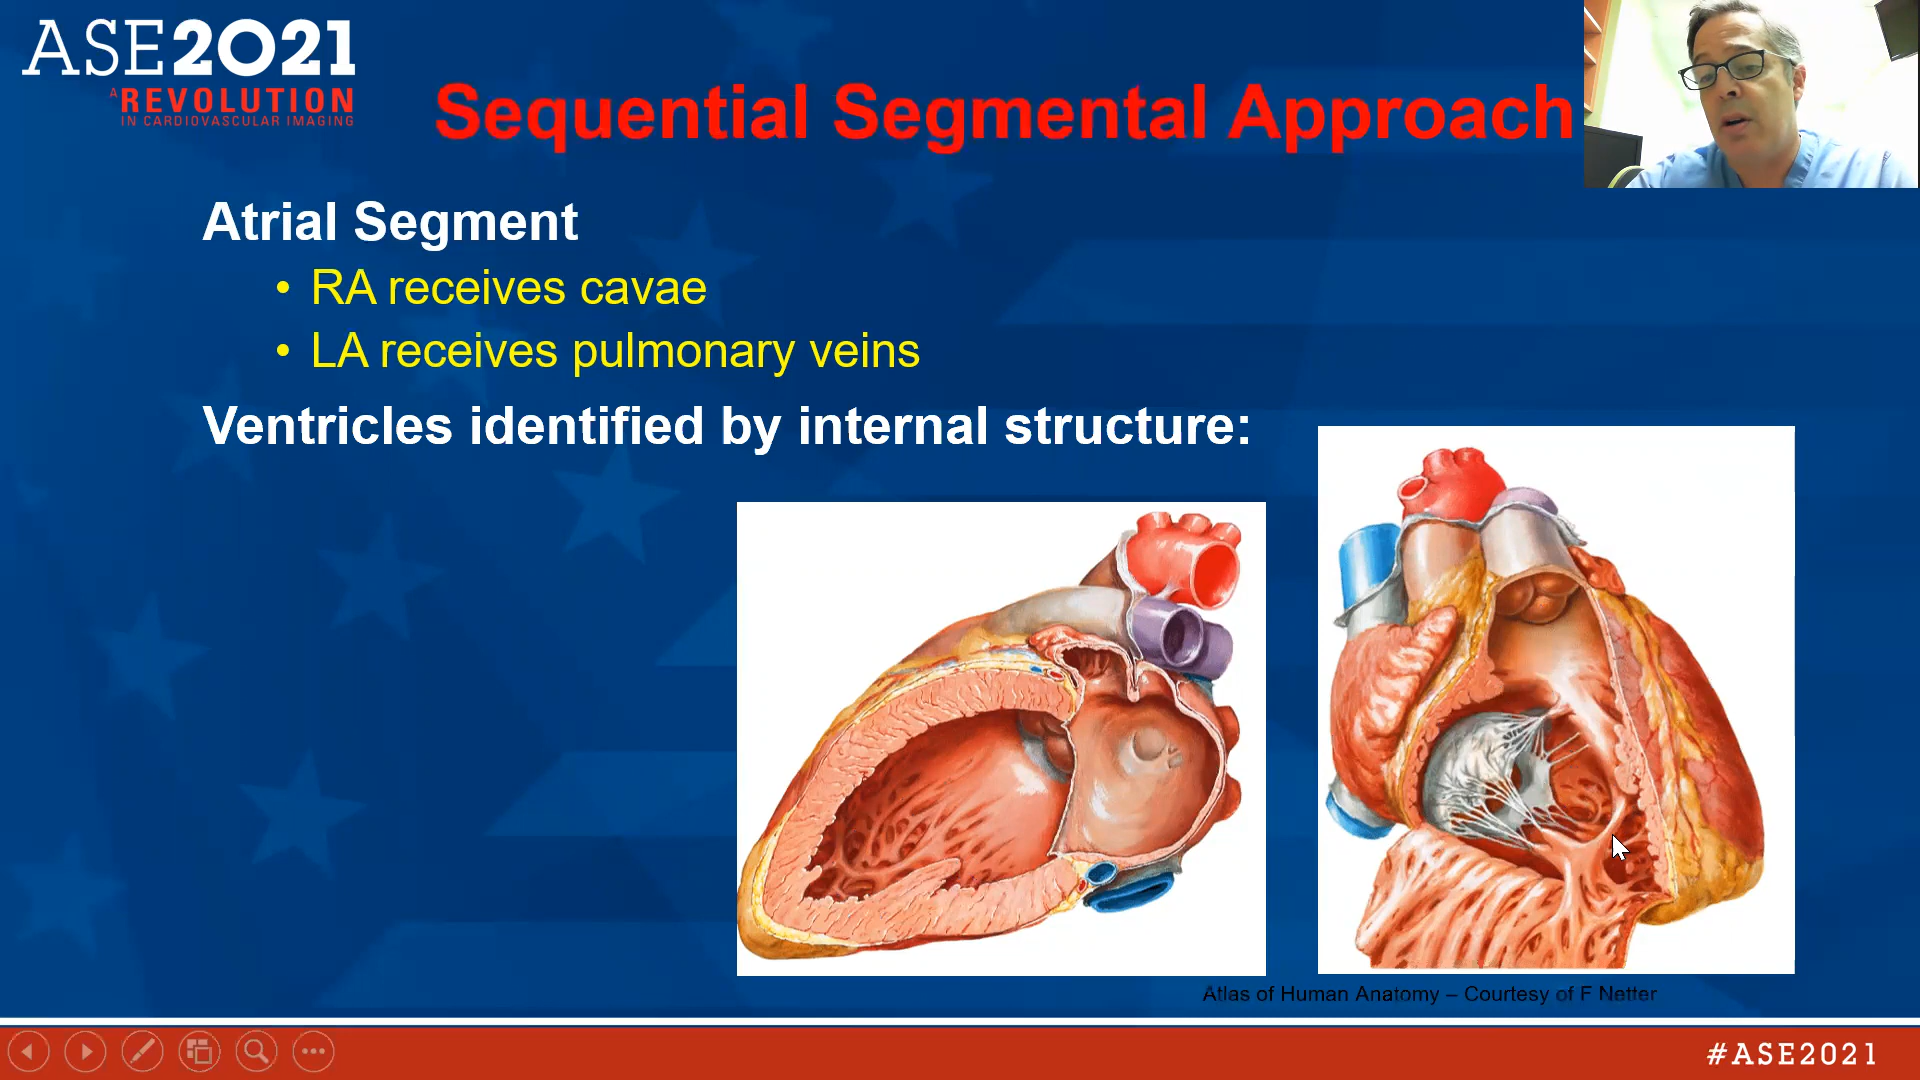 ASE2021
A REVOLUTION
IN CARDIOVASCULAR IMAGING
Sequential Segmental Approach
Atrial Segment
• RA receives cavae
• LA receives pulmonary veins
Ventricles identified by internal structure:
Atlas of Human Anatomy – Courtesy of F Netter
#ASE2021